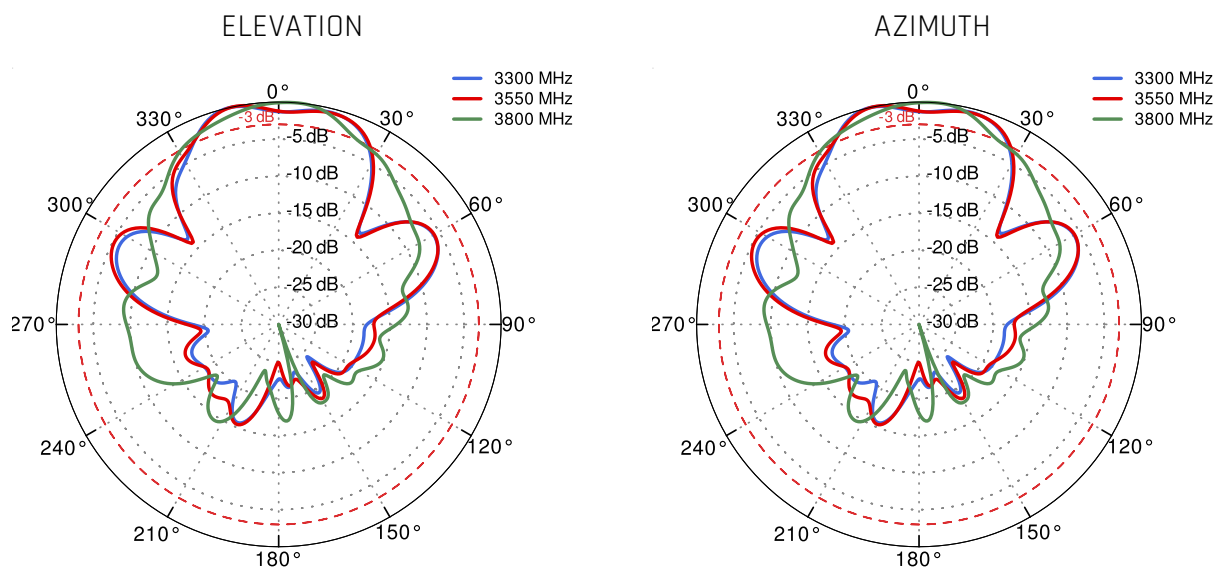 ELEVATION
3300 MHz
3550 MHz
3800 MHz
0°
330°
-3 dB
30°
-5 dB
-10 dB
300°
60°
-15 dB
-20 dB
-25 dB
270°
-30 dB
90°
240°
120°
210°
150°
180°
AZIMUTH
3300 MHz
3550 MHz
3800 MHz
0°
330°
-3 dB
30°
-5 dB
-10 dB
300°
60°
-15 dB
-20 dB
-25 dB
270°
-30 dB
90°
240°
120°
210°
150°
180°